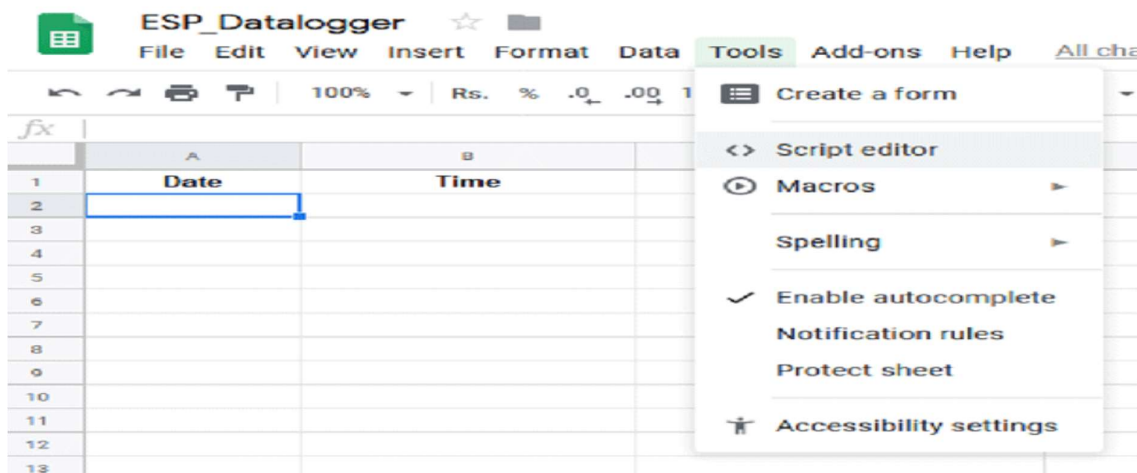 ESP_Datalogger
File Edit View Insert Format Data Tools Add-ons Help All cha
100% Rs. % .0 .00 1
fx
A B
1 Date Time
2
3
4
5
6
7
8
9
10
11
12
13
Create a form
Script editor
Macros
Spelling
Enable autocomplete
Notification rules
Protect sheet
Accessibility settings